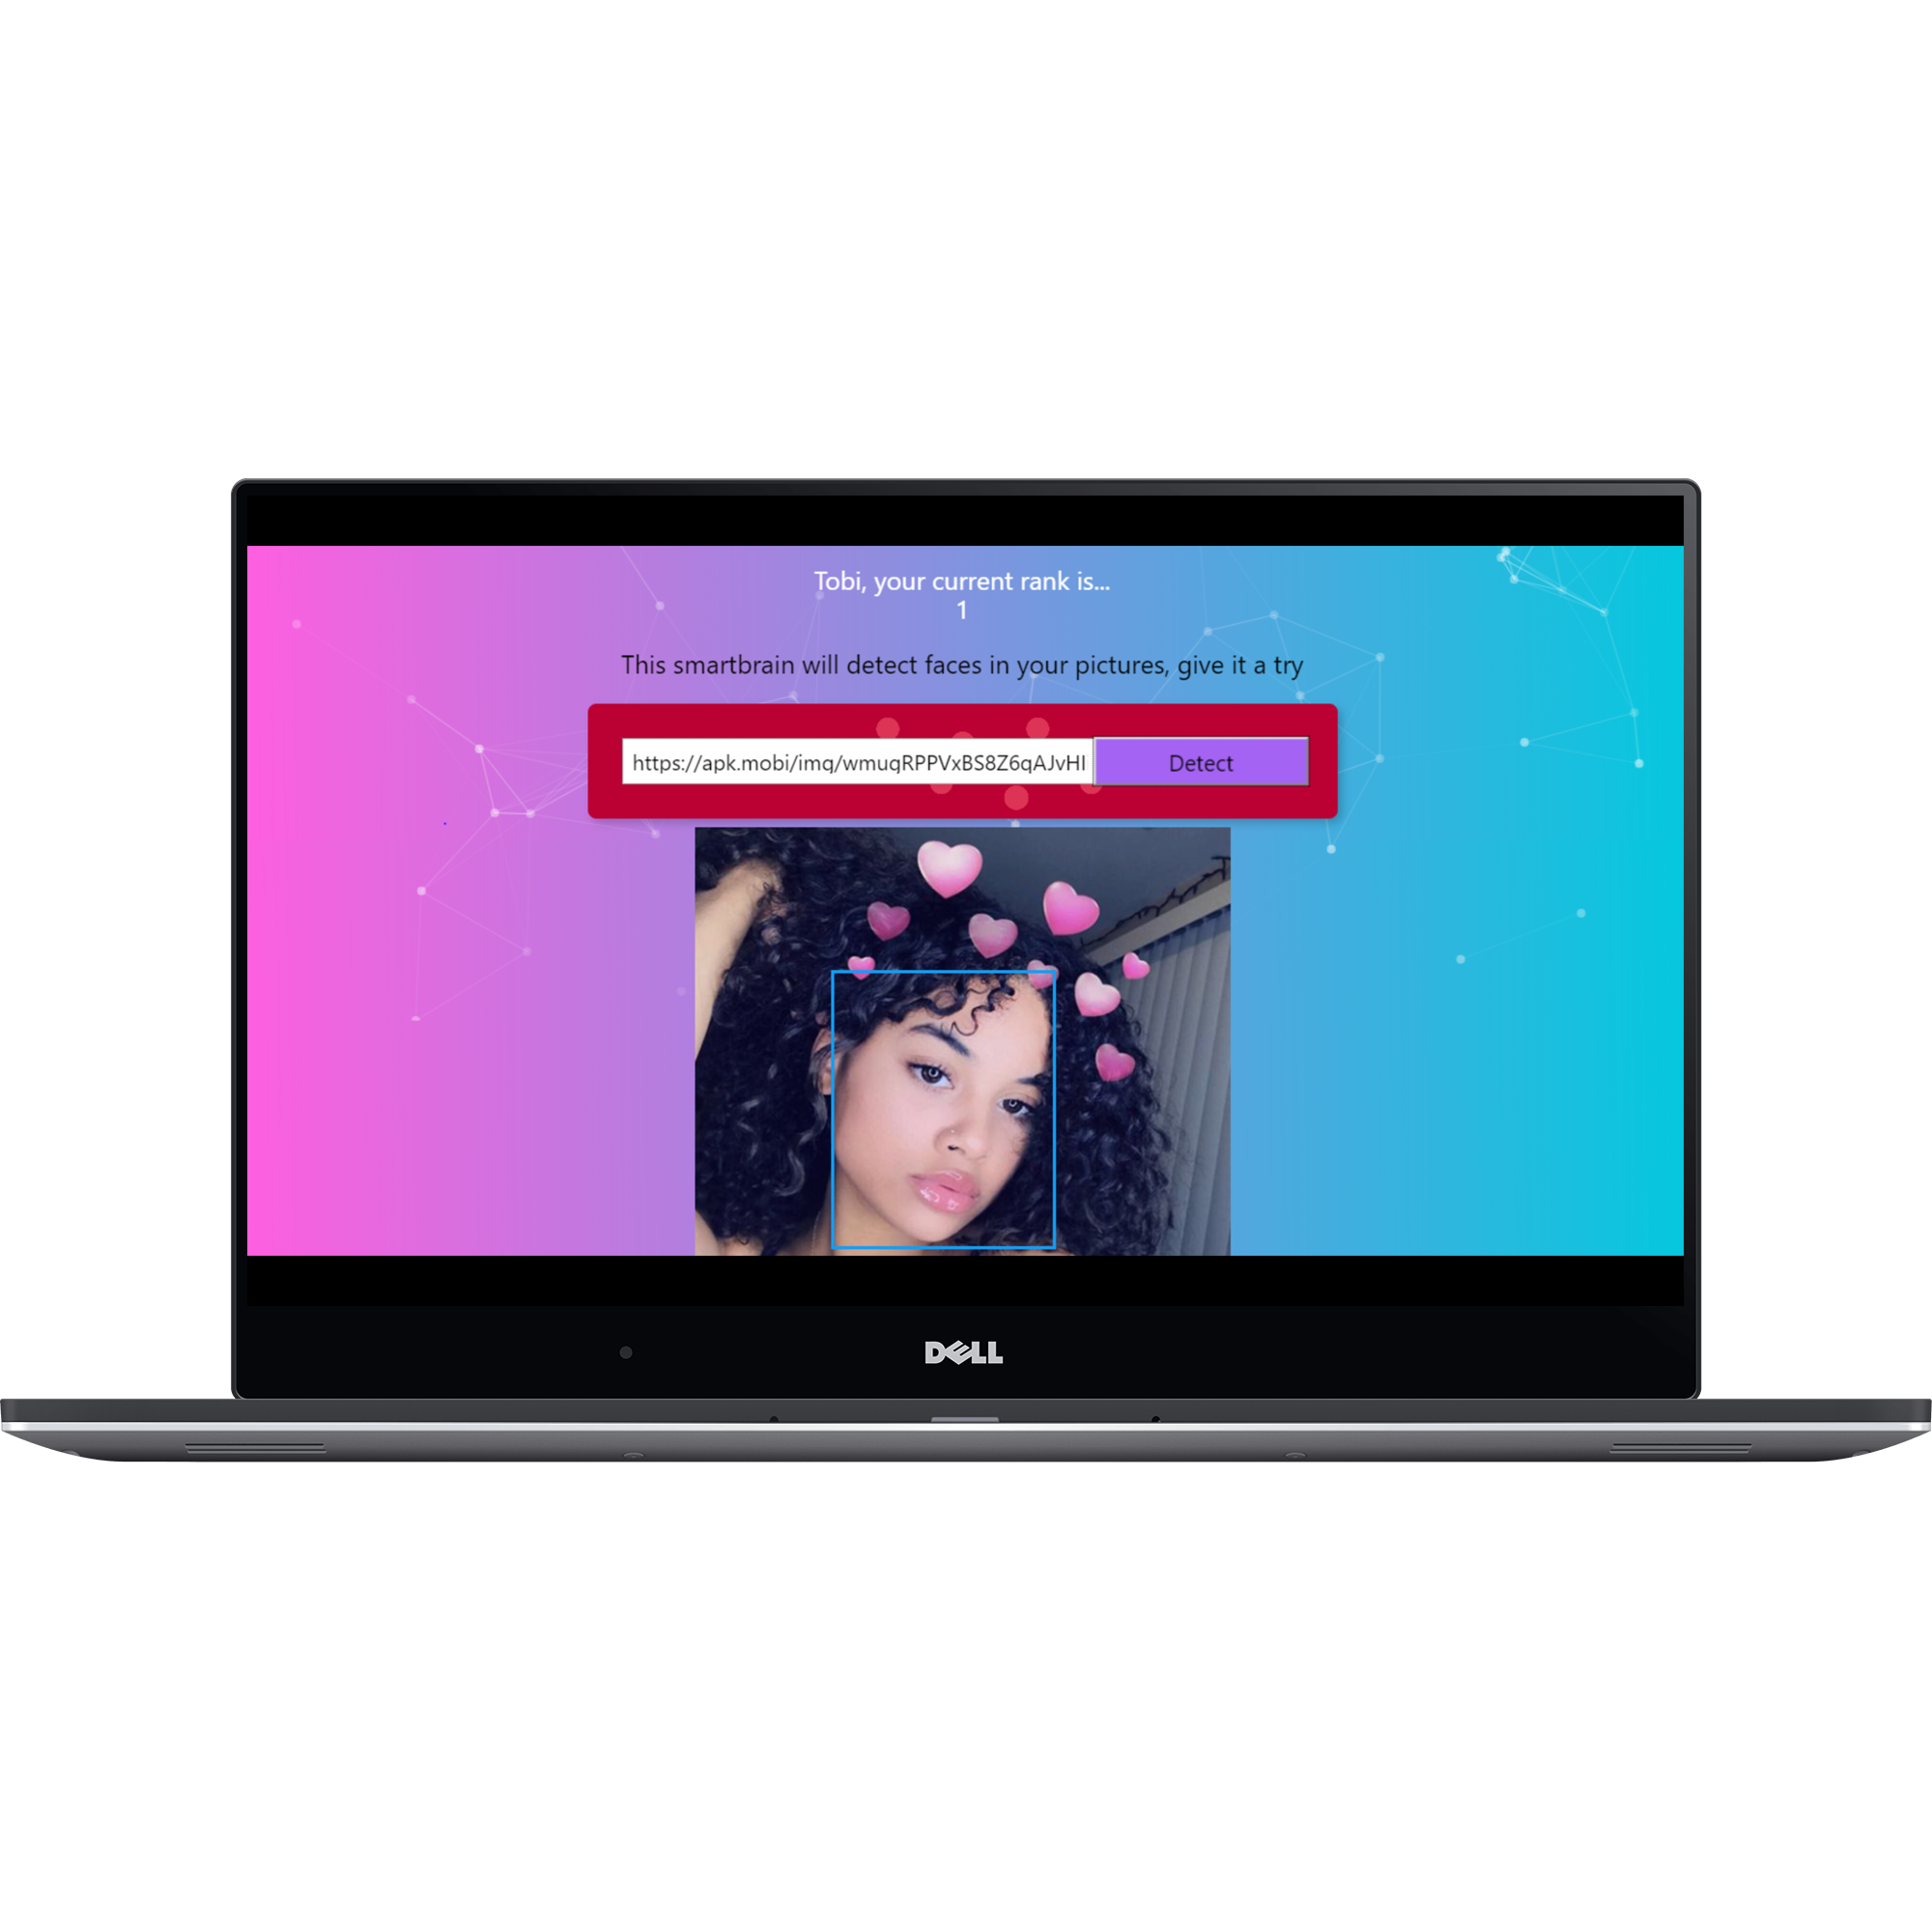 Tobi, your current rank is...
1
This smartbrain will detect faces in your pictures, give it a try
https://apk.mobi/img/wmuqRPPVxBS8Z6qAJvHI Detect
DELL